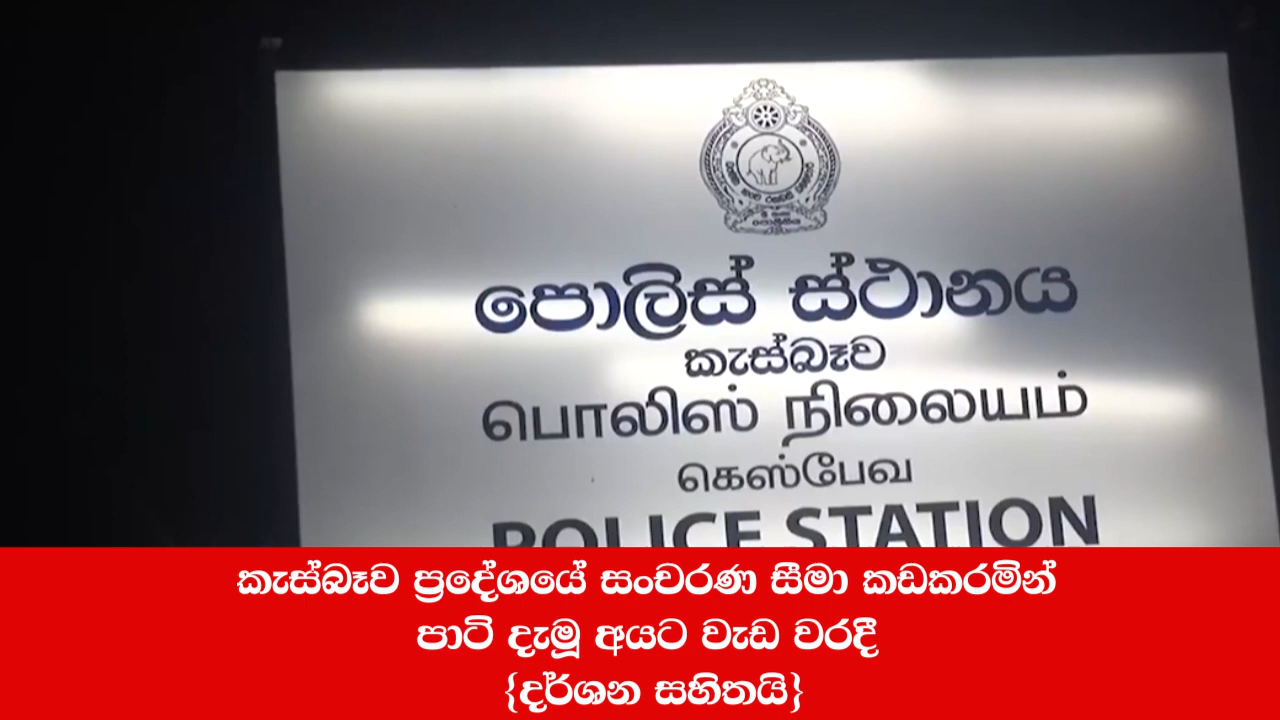 පොලිස් ස්ථානය
කැස්බෑව
பொலிஸ் நிலையம்
கெஸ்பேவ
POLICE STATION
කැස්බෑව ප්‍රදේශයේ සංචරණ සීමා කඩකරමින්
පාටි දැමූ අයට වැඩ වරදී
{දර්ශන සහිතයි}